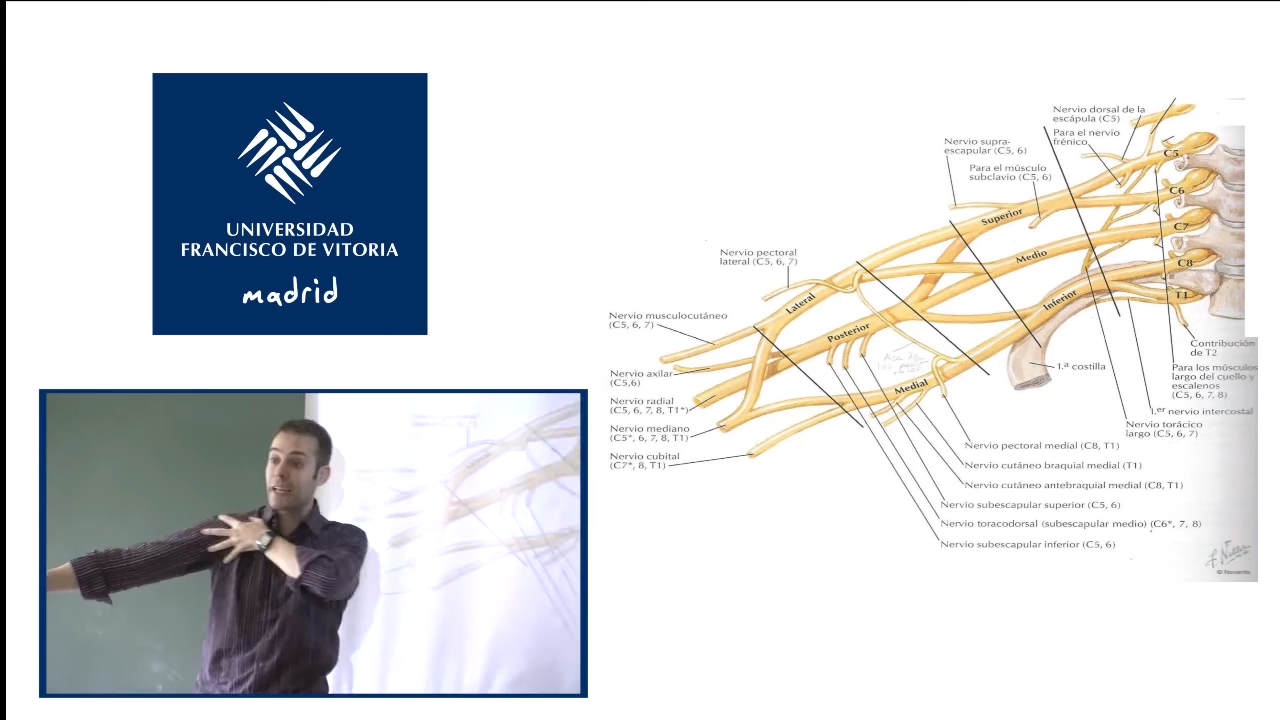 UNIVERSIDAD
FRANCISCO DE VITORIA
madrid
Nervio dorsal de la
escápula (C5)
Para el nervio
frénico
Nervio supra-
escapular (C5, 6)
Para el músculo
subclavio (C5, 6)
C5
C6
C7
C8
T1
Superior
Medio
Inferior
Nervio pectoral
lateral (C5, 6, 7)
Lateral
Posterior
Medial
Nervio musculocutáneo
(C5, 6, 7)
Nervio axilar
(C5,6)
Nervio radial
(C5, 6, 7, 8, T1*)
Nervio mediano
(C5*, 6, 7, 8, T1)
Nervio cubital
(C7*, 8, T1)
1.ª costilla
Contribución
de T2
Para los músculos
largo del cuello y
escalenos
(C5, 6, 7, 8)
1.er nervio intercostal
Nervio torácico
largo (C5, 6, 7)
Nervio pectoral medial (C8, T1)
Nervio cutáneo braquial medial (T1)
Nervio cutáneo antebraquial medial (C8, T1)
Nervio subescapular superior (C5, 6)
Nervio toracodorsal (subescapular medio) (C6*, 7, 8)
Nervio subescapular inferior (C5, 6)
© Novartis